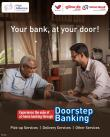 Your bank, at your door!
Experience the ease of
at-home banking through
Doorstep
Banking
Pick-up Services | Delivery Services | Other Services